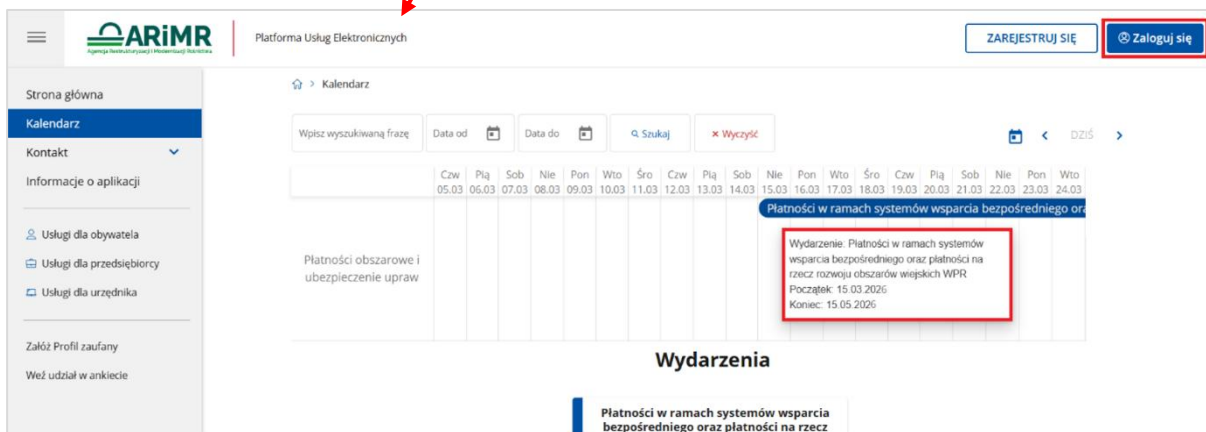 ARiMR
Agencja Restrukturyzacji i Modernizacji Rolnictwa
Platforma Usług Elektronicznych
ZAREJESTRUJ SIĘ
Zaloguj się
Strona główna
Kalendarz
Kontakt
Informacje o aplikacji
Usługi dla obywatela
Usługi dla przedsiębiorcy
Usługi dla urzędnika
Załóż Profil zaufany
Weź udział w ankiecie
> Kalendarz
Wpisz wyszukiwaną frazę Data od Data do Szukaj × Wyczyść DZIŚ
Czw Pią Sob Nie Pon Wto Śro Czw Pią Sob Nie Pon Wto Śro Czw Pią Sob Nie Pon Wto
05.03 06.03 07.03 08.03 09.03 10.03 11.03 12.03 13.03 14.03 15.03 16.03 17.03 18.03 19.03 20.03 21.03 22.03 23.03 24.03
Płatności w ramach systemów wsparcia bezpośredniego ora
Płatności obszarowe i
ubezpieczenie upraw
Wydarzenie: Płatności w ramach systemów
wsparcia bezpośredniego oraz płatności na
rzecz rozwoju obszarów wiejskich WPR
Początek: 15.03.2026
Koniec: 15.05.2026
Wydarzenia
Płatności w ramach systemów wsparcia
bezpośredniego oraz płatności na rzecz